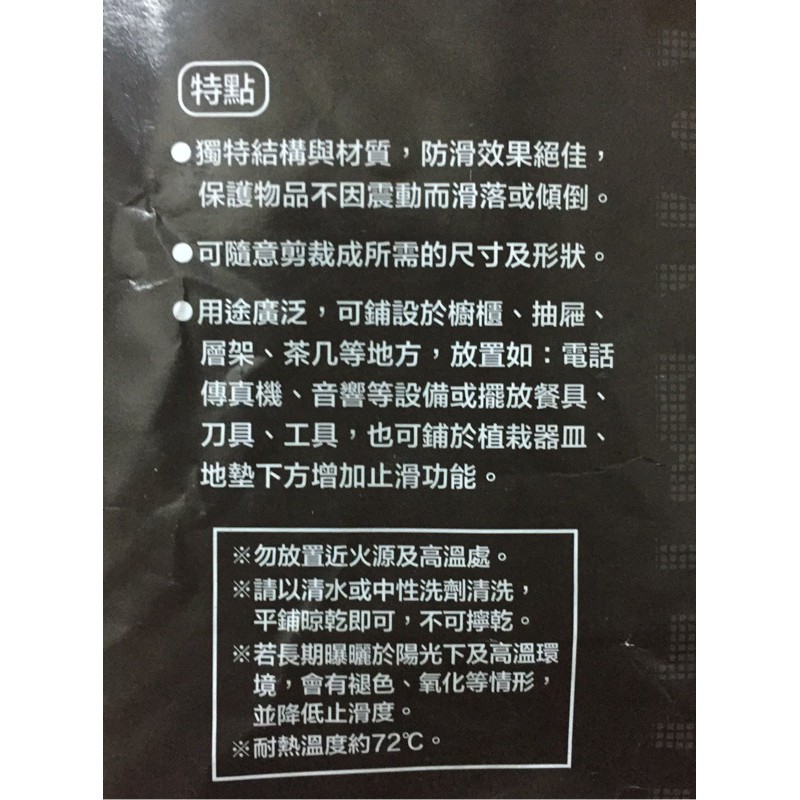 特點
●獨特結構與材質，防滑效果絕佳，
保護物品不因震動而滑落或傾倒。
●可隨意剪裁成所需的尺寸及形狀。
●用途廣泛，可鋪設於櫥櫃、抽屜、
層架、茶几等地方，放置如：電話
傳真機、音響等設備或擺放餐具、
刀具、工具，也可鋪於植栽器皿、
地墊下方增加止滑功能。
※勿放置近火源及高溫處。
※請以清水或中性洗劑清洗，
平鋪晾乾即可，不可擰乾。
※若長期曝曬於陽光下及高溫環
境，會有褪色、氧化等情形，
並降低止滑度。
※耐熱溫度約72℃。